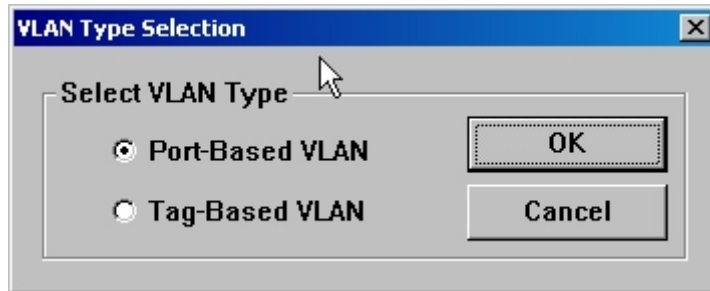 VLAN Type Selection
Select VLAN Type
Port-Based VLAN
OK
Tag-Based VLAN
Cancel